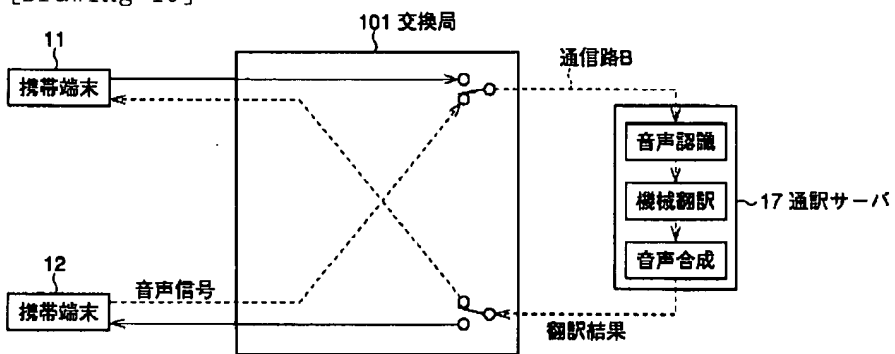 101 交換局
11
携帯端末
通信路B
音声認識
機械翻訳
17 通訳サーバ
音声合成
12
携帯端末
音声信号
翻訳結果